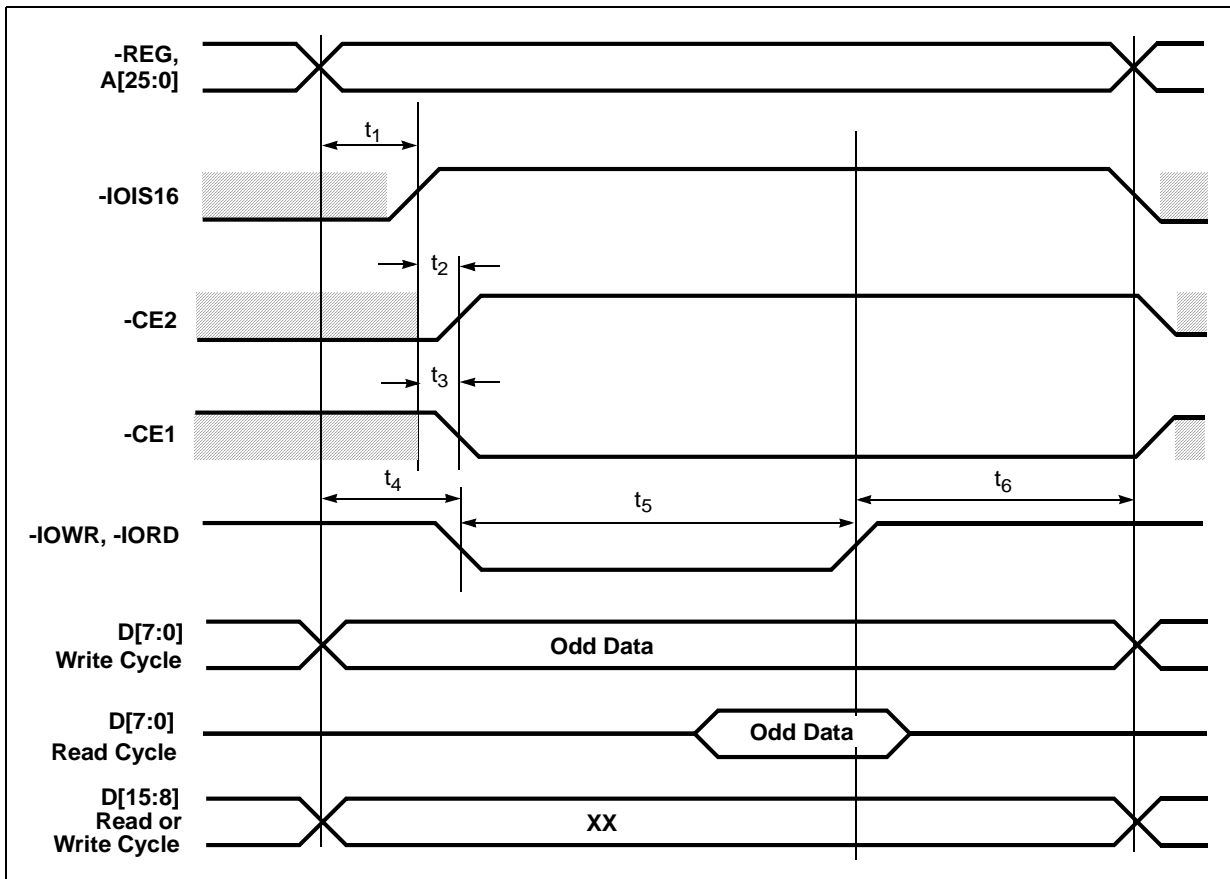 -REG,
A[25:0]
t1
-IOIS16
t2
-CE2
t3
-CE1
t4
t5
t6
-IOWR, -IORD
D[7:0]
Write Cycle
Odd Data
D[7:0]
Read Cycle
Odd Data
D[15:8]
Read or
Write Cycle
XX